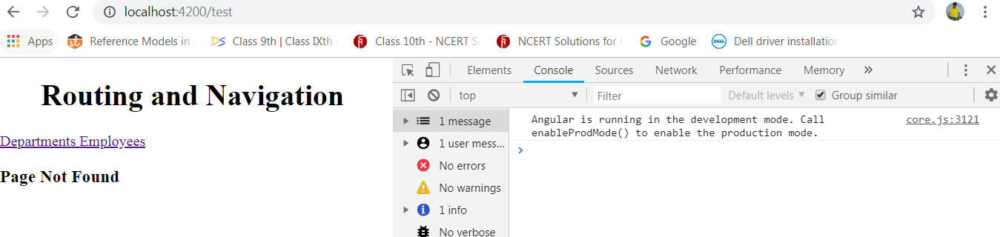 localhost:4200/test
Apps Reference Models in Class 9th | Class IXth Class 10th - NCERT S NCERT Solutions for Google Dell driver installation
Routing and Navigation
Departments Employees
Page Not Found
Elements Console Sources Network Performance Memory »
top Filter Default levels Group similar
1 message
1 user mess...
No errors
No warnings
1 info
No verbose
Angular is running in the development mode. Call core.js:3121
enableProdMode() to enable the production mode.